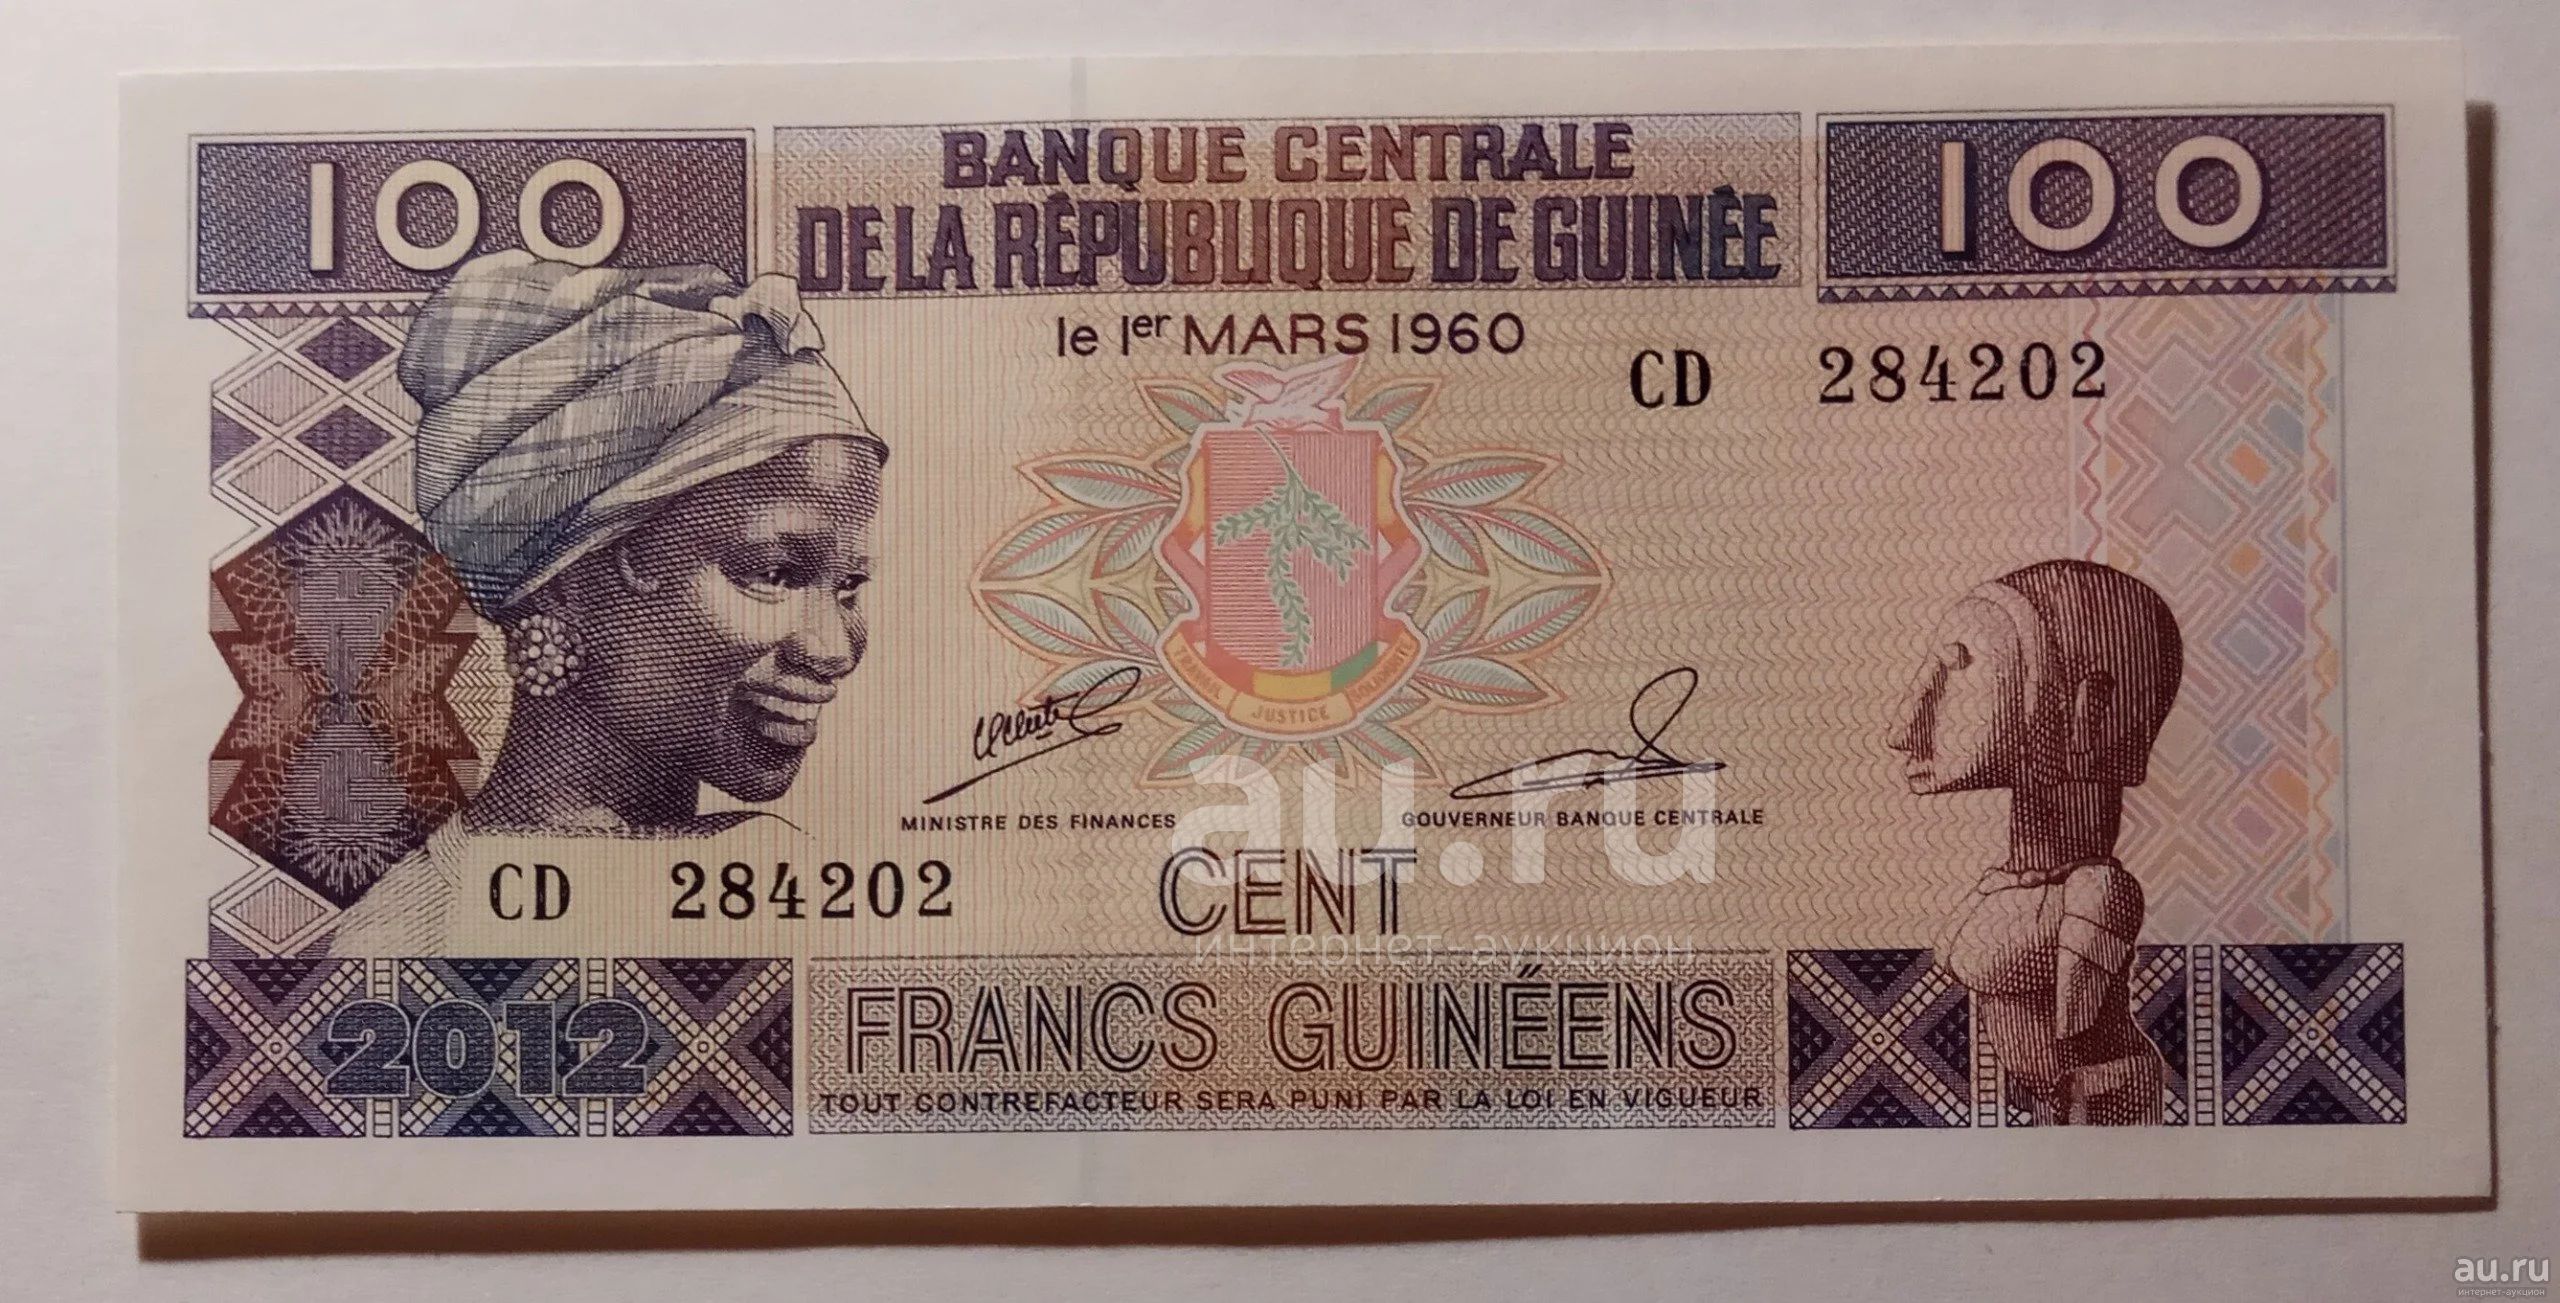 100
BANQUE CENTRALE
DE LA RÉPUBLIQUE DE GUINÉE
100
le 1er MARS 1960
CD 284202
TRAVAIL JUSTICE SOLIDARITÉ
MINISTRE DES FINANCES
GOUVERNEUR BANQUE CENTRALE
au.ru
интернет-аукцион
CD 284202
CENT
2012
FRANCS GUINÉENS
TOUT CONTREFACTEUR SERA PUNI PAR LA LOI EN VIGUEUR
au.ru
интернет-аукцион